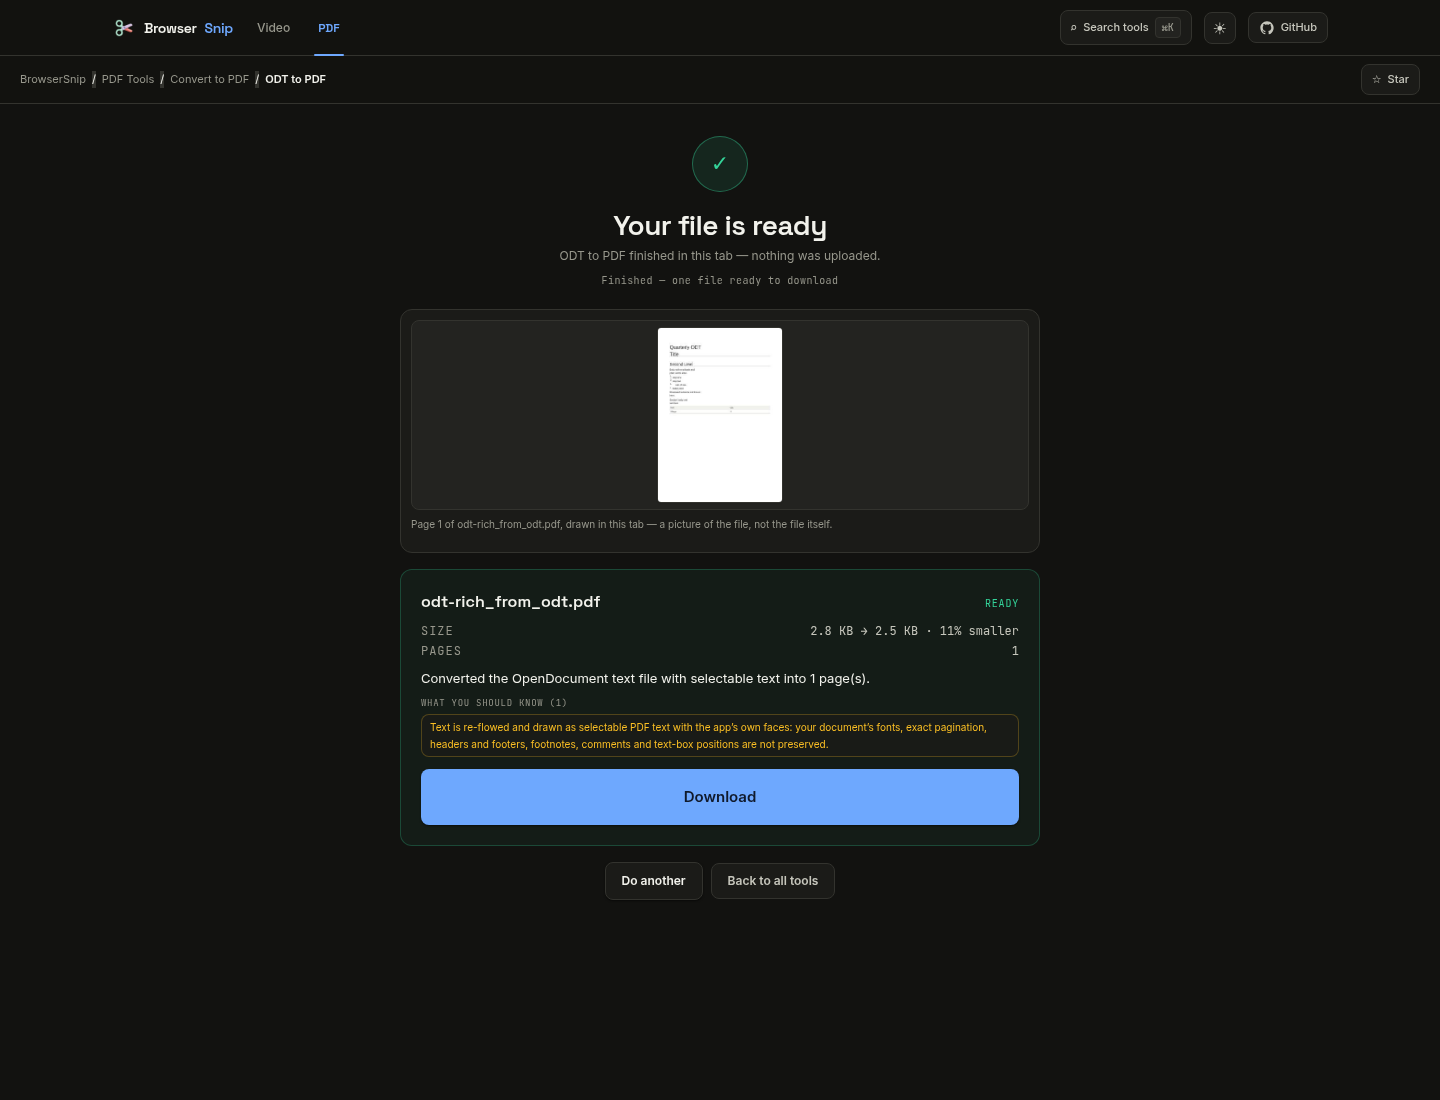 Browser Snip
Video
PDF
Search tools
⌘K
GitHub
BrowserSnip / PDF Tools / Convert to PDF / ODT to PDF
☆ Star
✓
Your file is ready
ODT to PDF finished in this tab — nothing was uploaded.
Finished — one file ready to download
Quarterly ODT
Title
Page 1 of odt-rich_from_odt.pdf, drawn in this tab — a picture of the file, not the file itself.
odt-rich_from_odt.pdf
READY
SIZE
2.8 KB → 2.5 KB · 11% smaller
PAGES
1
Converted the OpenDocument text file with selectable text into 1 page(s).
WHAT YOU SHOULD KNOW (1)
Text is re-flowed and drawn as selectable PDF text with the app’s own faces: your document’s fonts, exact pagination,
headers and footers, footnotes, comments and text-box positions are not preserved.
Download
Do another
Back to all tools